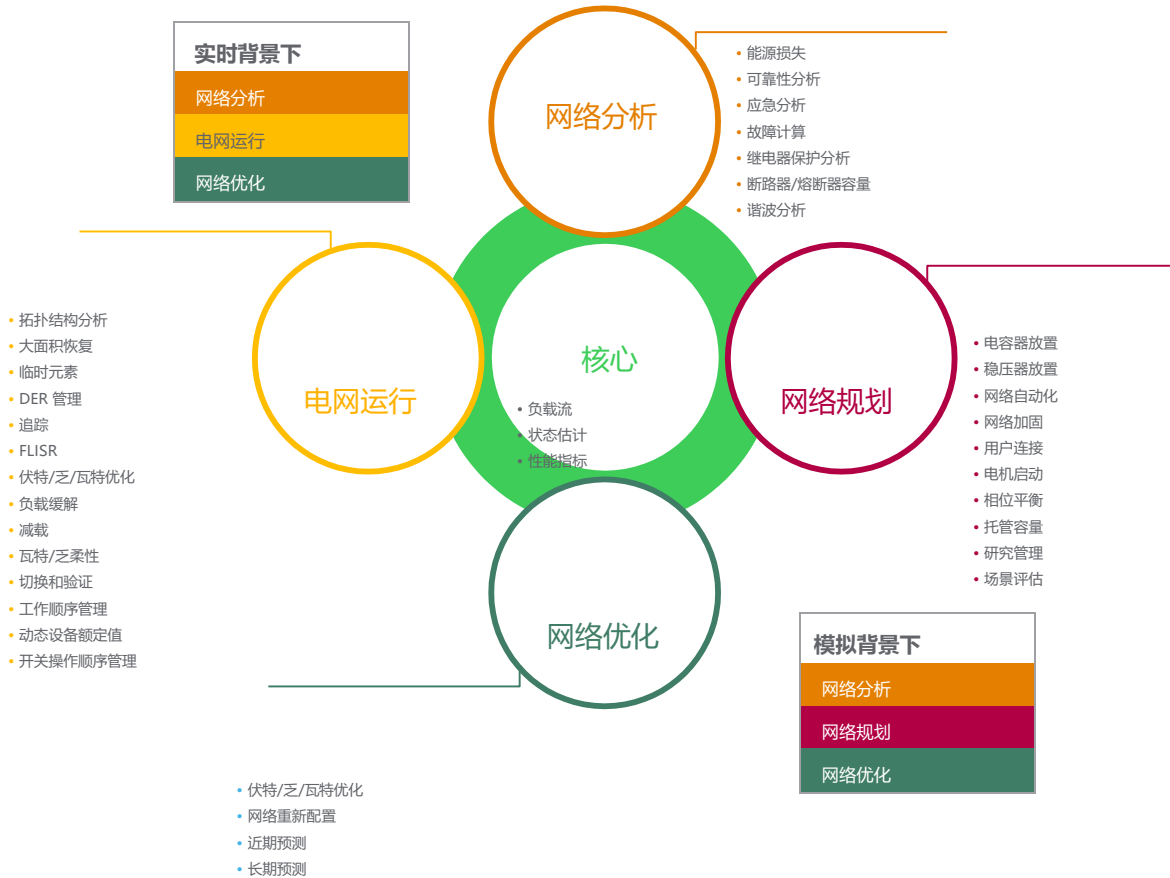 实时背景下
网络分析
电网运行
网络优化
网络分析
• 能源损失
• 可靠性分析
• 应急分析
• 故障计算
• 继电器保护分析
• 断路器/熔断器容量
• 谐波分析
电网运行
• 拓扑结构分析
• 大面积恢复
• 临时元素
• DER 管理
• 追踪
• FLISR
• 伏特/乏/瓦特优化
• 负载缓解
• 减载
• 瓦特/乏柔性
• 切换和验证
• 工作顺序管理
• 动态设备额定值
• 开关操作顺序管理
核心
• 负载流
• 状态估计
• 性能指标
网络规划
• 电容器放置
• 稳压器放置
• 网络自动化
• 网络加固
• 用户连接
• 电机启动
• 相位平衡
• 托管容量
• 研究管理
• 场景评估
网络优化
• 伏特/乏/瓦特优化
• 网络重新配置
• 近期预测
• 长期预测
模拟背景下
网络分析
网络规划
网络优化